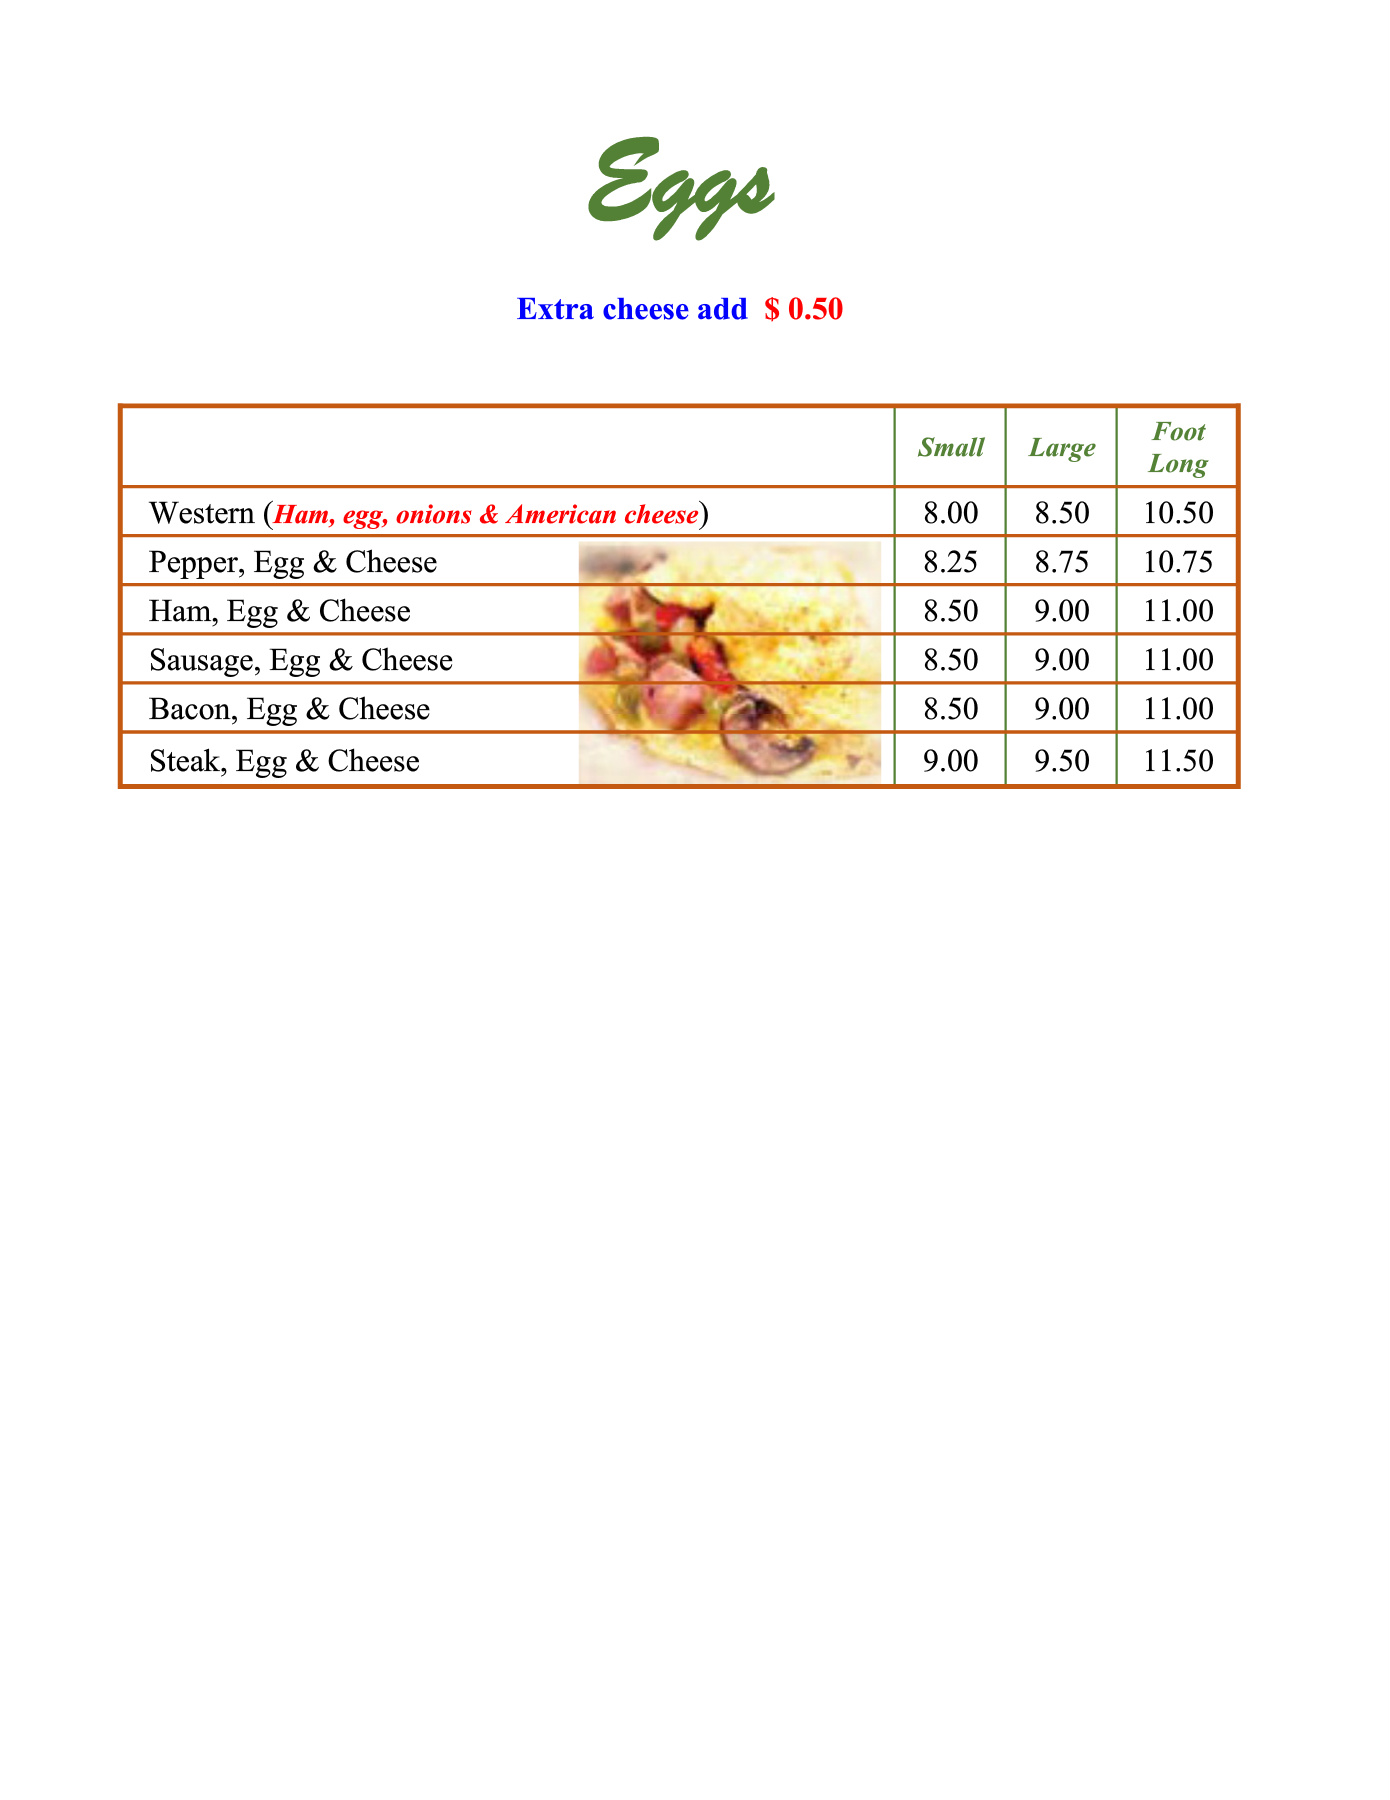 Eggs
Extra cheese add $ 0.50
Small Large Foot Long
Western (Ham, egg, onions & American cheese) 8.00 8.50 10.50
Pepper, Egg & Cheese 8.25 8.75 10.75
Ham, Egg & Cheese 8.50 9.00 11.00
Sausage, Egg & Cheese 8.50 9.00 11.00
Bacon, Egg & Cheese 8.50 9.00 11.00
Steak, Egg & Cheese 9.00 9.50 11.50